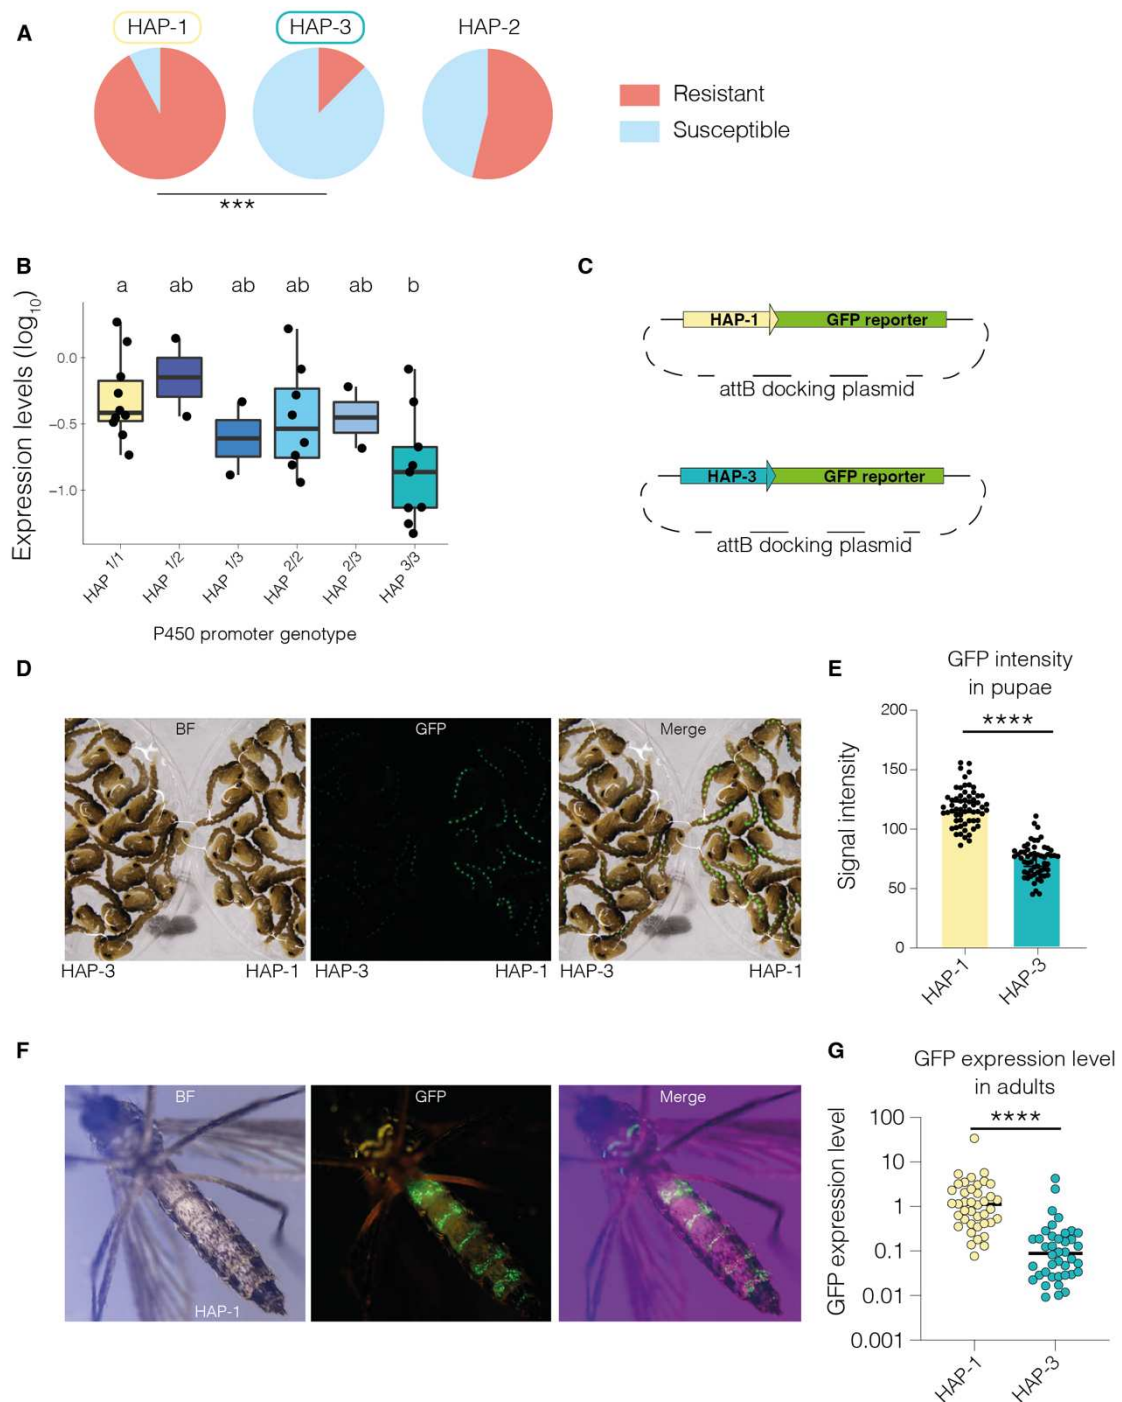 A
HAP-1
HAP-3
HAP-2
Resistant
Susceptible
***
B
a
ab
ab
ab
ab
b
Expression levels (log10)
0.0
-0.5
-1.0
HAP 1/1
HAP 1/2
HAP 1/3
HAP 2/2
HAP 2/3
HAP 3/3
P450 promoter genotype
C
HAP-1
GFP reporter
attB docking plasmid
HAP-3
GFP reporter
attB docking plasmid
D
BF
GFP
Merge
HAP-3
HAP-1
HAP-3
HAP-1
HAP-3
HAP-1
E
GFP intensity
in pupae
****
Signal intensity
200
150
100
50
0
HAP-1
HAP-3
F
BF
GFP
Merge
HAP-1
G
GFP expression level
in adults
****
GFP expression level
100
10
1
0.1
0.01
0.001
HAP-1
HAP-3